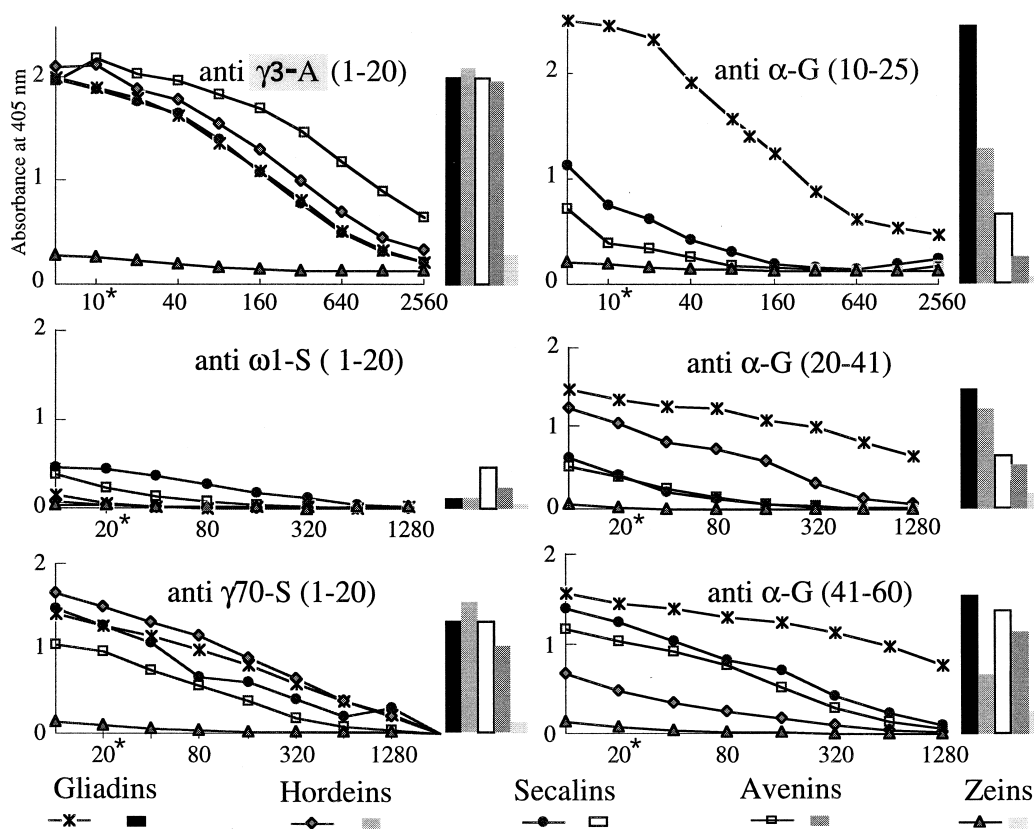 Absorbance at 405 nm
anti γ3-A (1-20)
2
1
0
10* 40 160 640 2560
anti α-G (10-25)
2
1
0
10* 40 160 640 2560
anti ω1-S ( 1-20)
2
1
0
20* 80 320 1280
anti α-G (20-41)
2
1
0
20* 80 320 1280
anti γ70-S (1-20)
2
1
0
20* 80 320 1280
anti α-G (41-60)
2
1
0
20* 80 320 1280
Gliadins Hordeins Secalins Avenins Zeins